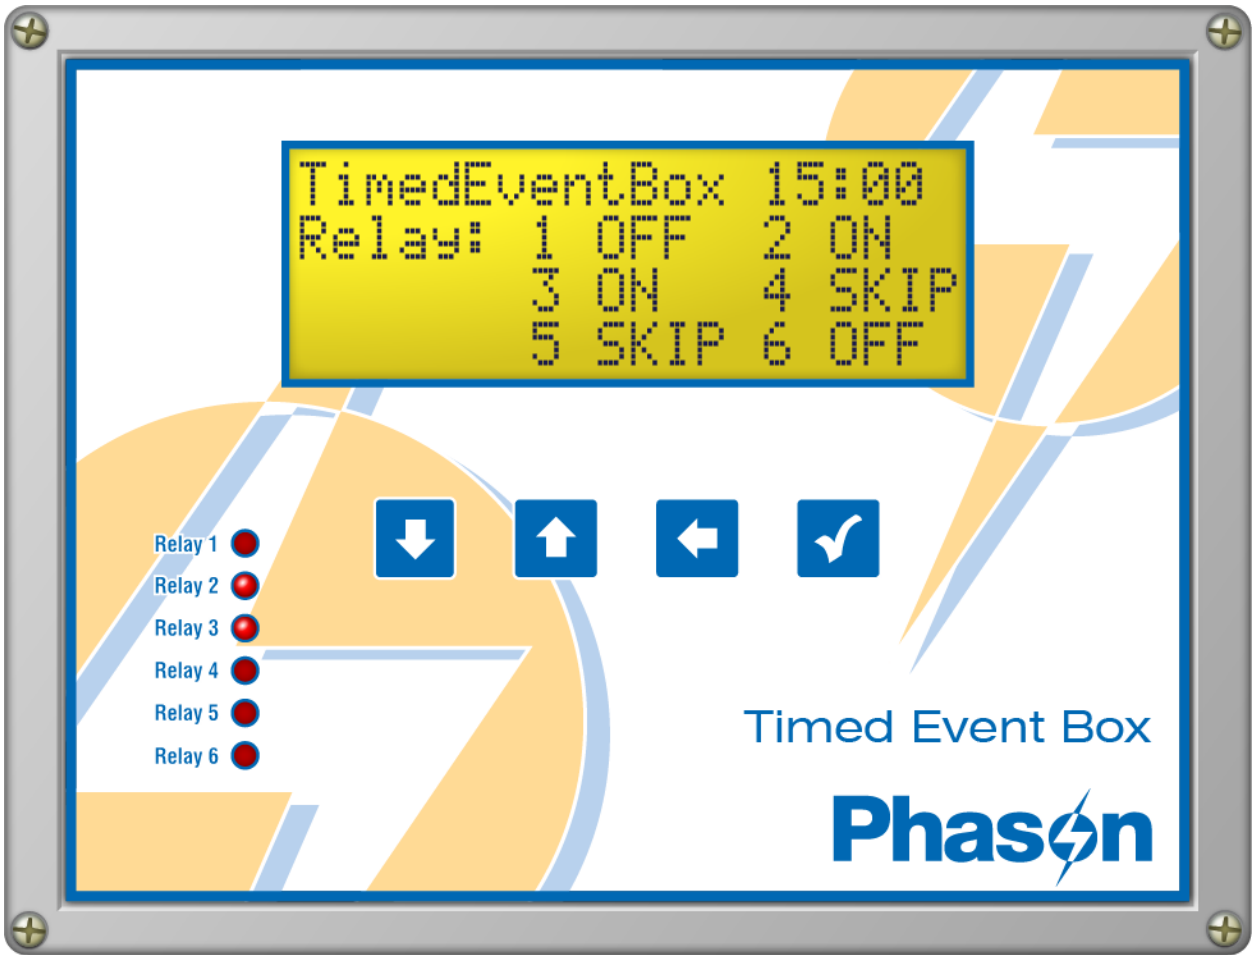 TimedEventBox 15:00
Relay: 1 OFF 2 ON
3 ON 4 SKIP
5 SKIP 6 OFF
Relay 1
Relay 2
Relay 3
Relay 4
Relay 5
Relay 6
Timed Event Box
Phason